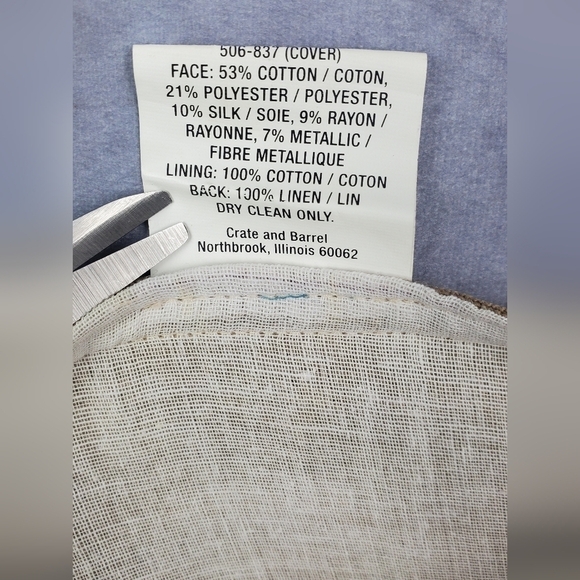 506-837 (COVER)
FACE: 53% COTTON / COTON,
21% POLYESTER / POLYESTER,
10% SILK / SOIE, 9% RAYON /
RAYONNE, 7% METALLIC /
FIBRE METALLIQUE
LINING: 100% COTTON / COTON
BACK: 100% LINEN / LIN
DRY CLEAN ONLY.
Crate and Barrel
Northbrook, Illinois 60062